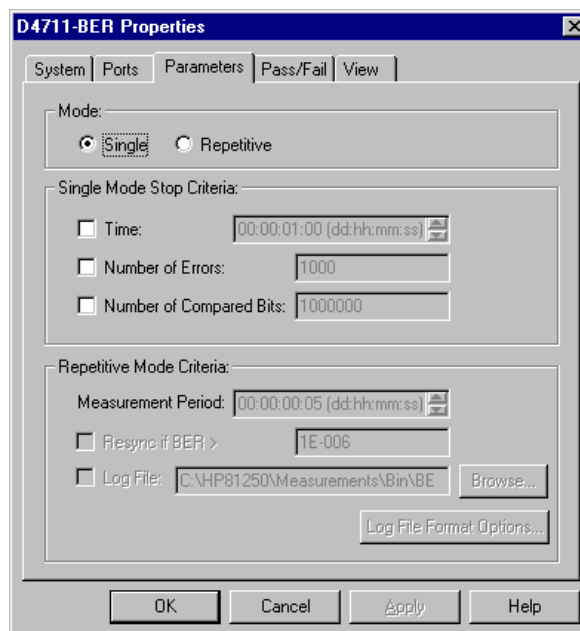 D4711-BER Properties
System Ports Parameters Pass/Fail View
Mode:
Single Repetitive
Single Mode Stop Criteria:
Time: 00:00:01:00 (dd:hh:mm:ss)
Number of Errors: 1000
Number of Compared Bits: 1000000
Repetitive Mode Criteria:
Measurement Period: 00:00:00:05 (dd:hh:mm:ss)
Resync if BER > 1E-006
Log File: C:\HP81250\Measurements\Bin\BE Browse...
Log File Format Options...
OK Cancel Apply Help